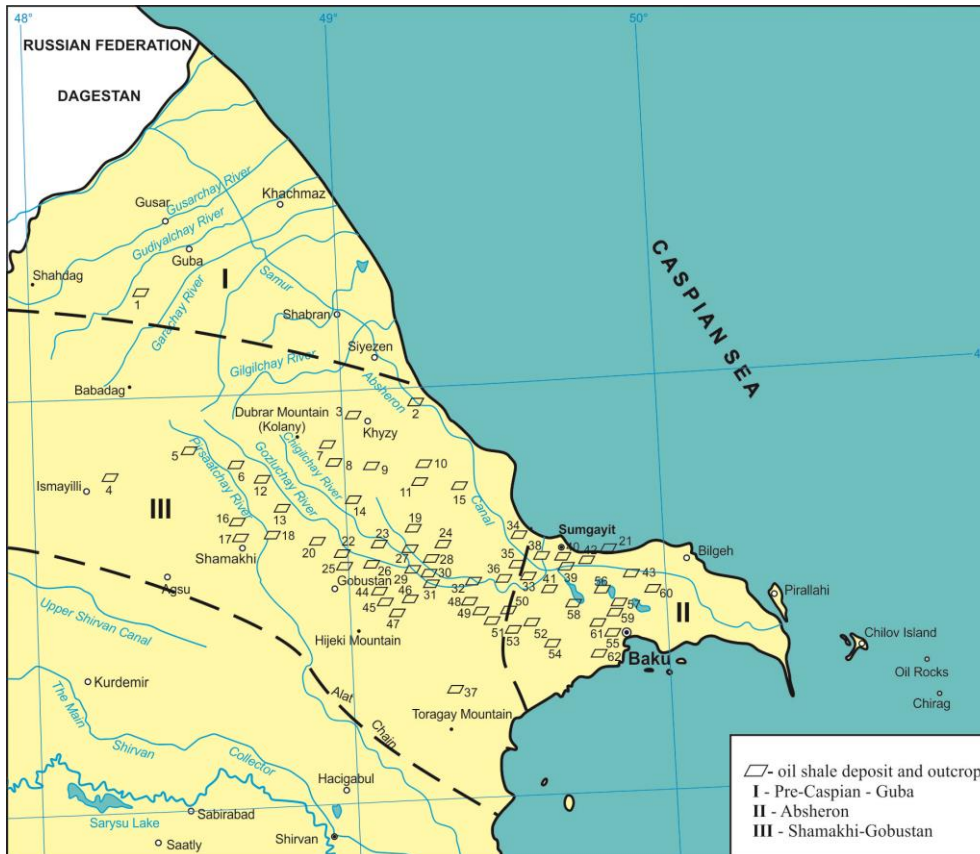 48°
49°
50°
RUSSIAN FEDERATION
DAGESTAN
Gusar
Gusarchay River
Khachmaz
Gudiyalchay River
Guba
Shahdag
I
Samur
1
Garachay River
Shabran
CASPIAN SEA
Siyezen
4
Gilgilchay River
Absheron
Babadag
2
Dubrar Mountain
(Kolany)
3
Khyzy
Chigilchay River
Pirsaatchay River
Gozluchay River
7
5
6
8
9
10
Ismayilli
4
12
11
15
III
13
14
Canal
16
19
34
Sumgayit
17
18
20
22
23
24
35
38
40
42
21
Bilgeh
Shamakhi
27
28
25
26
36
39
43
Agsu
Gobustan
29
30
32
33
41
56
60
Pirallahi
44
46
31
48
50
58
57
Upper Shirvan Canal
45
47
49
59
II
51
53
52
61
55
Chilov Island
Hijeki Mountain
54
62
Baku
Oil Rocks
Kurdemir
37
Chirag
The Main
Shirvan
Collector
Alat
Chain
Toragay Mountain
Hacigabul
Sabirabad
Sarysu Lake
Shirvan
Saatly
- oil shale deposit and outcrop
I - Pre-Caspian - Guba
II - Absheron
III - Shamakhi-Gobustan